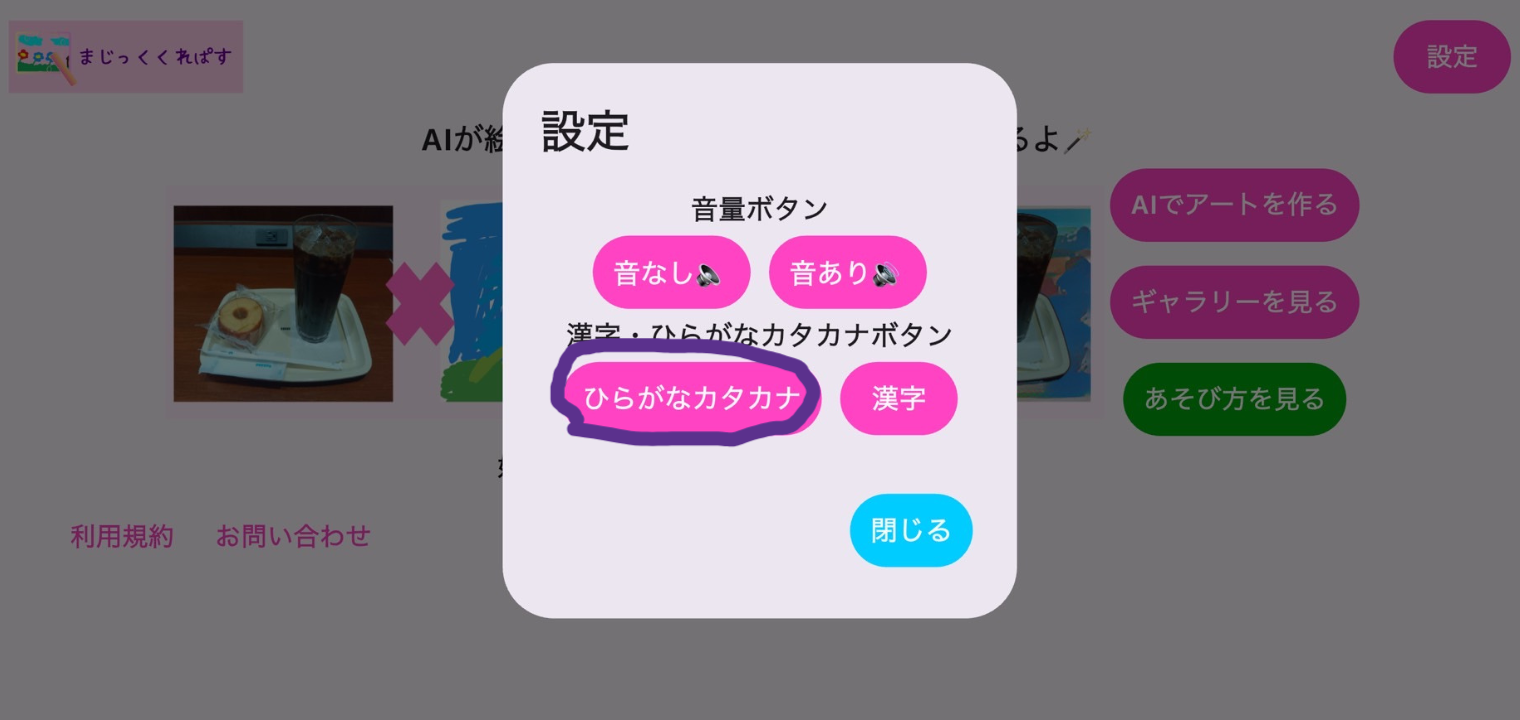 まじっくくれぱす
設定
AIが絵
るよ🪄
設定
音量ボタン
音なし🔈 音あり🔊
漢字・ひらがなカタカナボタン
ひらがなカタカナ 漢字
閉じる
AIでアートを作る
ギャラリーを見る
あそび方を見る
利用規約 お問い合わせ